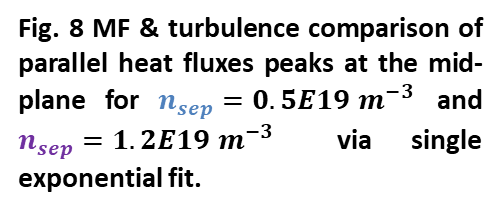 Fig. 8 MF & turbulence comparison of
parallel heat fluxes peaks at the mid-
plane for n_sep = 0.5E19 m^−3 and
n_sep = 1.2E19 m^−3 via single
exponential fit.